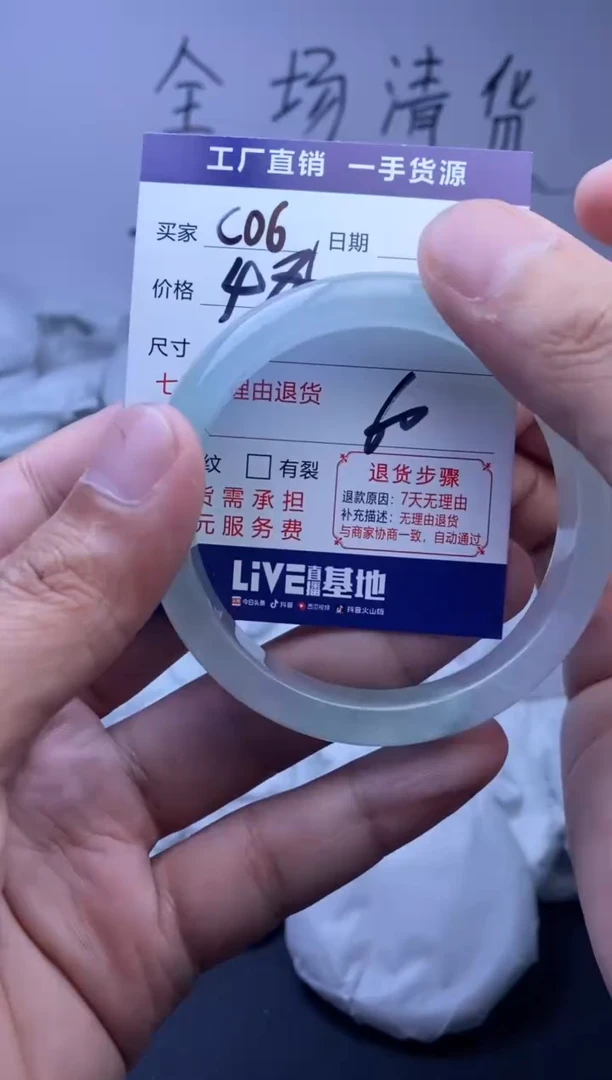 全场清货
工厂直销 一手货源
买家 C06 日期
价格
尺寸
七 理由退货
60
纹 有裂
货需承担
元服务费
退货步骤
退款原因：7天无理由
补充描述：无理由退货
与商家协商一致，自动通过
LIVE直播基地
今日头条 抖音 西瓜视频 抖音火山版